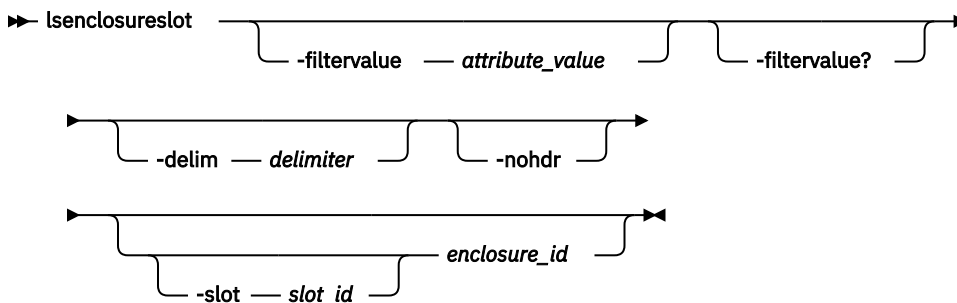 lsenclosureslot
-filtervalue attribute_value -filtervalue?
-delim delimiter -nohdr
enclosure_id
-slot slot_id